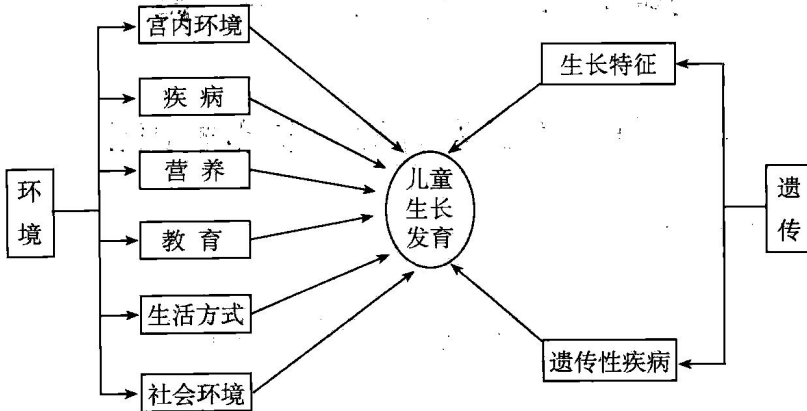 宫内环境
疾病
营养
教育
生活方式
社会环境
环境
儿童
生长
发育
生长特征
遗传性疾病
遗传